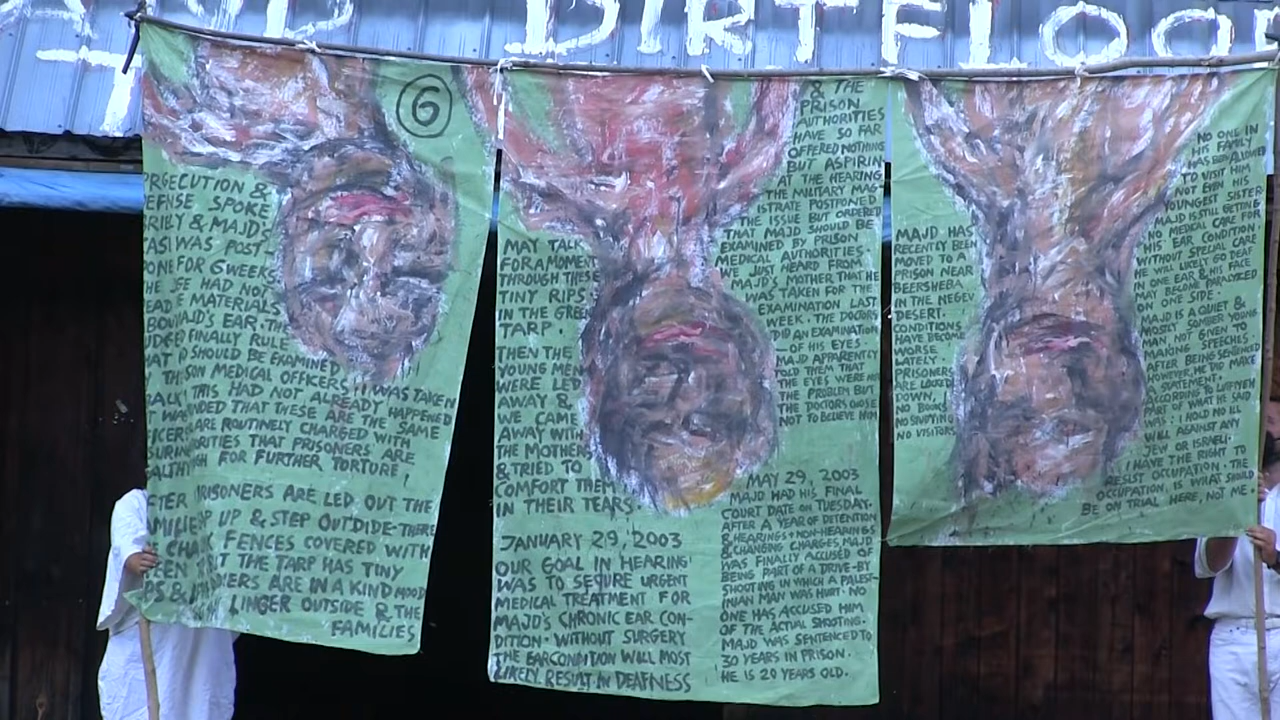 DIRT FLOOR
6
PROSECUTION &
DEFENSE SPOKE
& MAJD'S
WAS POST
FOR 6 WEEKS
HAD NOT
MATERIALS
MAJD'S EAR. THE
FINALLY RULED
SHOULD BE EXAMINED
MEDICAL OFFICERS IT WAS TAKEN
THIS HAD NOT ALREADY HAPPENED
THAT THESE ARE THE SAME
ARE ROUTINELY CHARGED WITH
THAT PRISONERS ARE
FOR FURTHER TORTURE!
PRISONERS ARE LED OUT THE
UP & STEP OUTDIDE - THERE
FENCES COVERED WITH
THE TARP HAS TINY
ARE IN A KIND MOOD
LINGER OUTSIDE & THE
FAMILIES
MAY TALK
FOR A MOMENT
THROUGH THESE
TINY RIPS
IN THE GREEN
TARP.
THEN THE
YOUNG MEN
WERE LED
AWAY &
WE CAME
AWAY WITH
THE MOTHERS
& TRIED TO
COMFORT THEM
IN THEIR TEARS.
JANUARY 29, 2003
OUR GOAL IN HEARING
WAS TO SEQURE URGENT
MEDICAL TREATMENT FOR
MAJD'S CHRONIC EAR CON-
DITION · WITHOUT SURGERY
THE EARCONDITION WILL MOST
LIKELY RESULT IN DEAFNESS
& THE
PRISON
AUTHORITIES
HAVE SO FAR
OFFERED NOTHING
BUT ASPIRIN
AT THE HEARING
THE MILITARY MAG-
ISTRATE POSTPONED
THE ISSUE BUT ORDERED
THAT MAJD SHOULD BE
EXAMINED BY PRISON
MEDICAL AUTHORITIES
WE JUST HEARD FROM
MAJD'S MOTHER THAT HE
WAS TAKEN FOR THE
EXAMINATION LAST
WEEK. THE DOCTORS
DID AN EXAMINATION
- OF HIS EYES -
MAJD APPARENTLY
TOLD THEM THAT
THE EYES WERE NOT
THE PROBLEM BUT
THE DOCTORS CHOSE
NOT TO BELIEVE HIM
MAY 29, 2003
MAJD HAD HIS FINAL
COURT DATE ON TUESDAY.
AFTER A YEAR OF DETENTION
& HEARINGS + NON-HEARINGS
& CHANGING CHARGES MAJD
WAS FINALLY ACCUSED OF
BEING PART OF A DRIVE-BY
SHOOTING IN WHICH A PALEST-
INIAN MAN WAS HURT. NO
ONE HAS ACCUSED HIM
OF THE ACTUAL SHOOTING.
MAJD WAS SENTENCED TO
30 YEARS IN PRISON.
HE IS 20 YEARS OLD.
MAJD HAS
RECENTLY BEEN
MOVED TO A
PRISON NEAR
BEERSHEBA
IN THE NEGEV
DESERT.
CONDITIONS
HAVE BECOME
WORSE
LATELY
PRISONERS
ARE LOCKED
DOWN,
NO BOOKS
NO STUDYING
NO VISITORS
NO ONE IN
HIS FAMILY
HAS BEEN ALLOWED
TO VISIT HIM
NOT EVEN HIS
YOUNGEST SISTER
MAJD IS STILL GETTING
NO MEDICAL CARE FOR
HIS EAR CONDITION.
WITHOUT SPECIAL CARE
HE WILL LIKELY GO DEAF
IN ONE EAR & HIS FACE
MAY BECOME PARALYZED
ON ONE SIDE.
MAJD IS A QUIET &
MOSTLY SOMBER YOUNG
MAN NOT GIVEN TO
MAKING SPEECHES.
AFTER BEING SENTENCED
HOWEVER, HE DID MAKE
A STATEMENT.
ACCORDING TO LUTFIYEH
PART OF WHAT HE SAID
WAS: I HOLD NO ILL
WILL AGAINST ANY
JEW OR ISRAELI.
I HAVE THE RIGHT TO
RESIST OCCUPATION. THE
OCCUPATION IS WHAT SHOULD
BE ON TRIAL HERE, NOT ME.